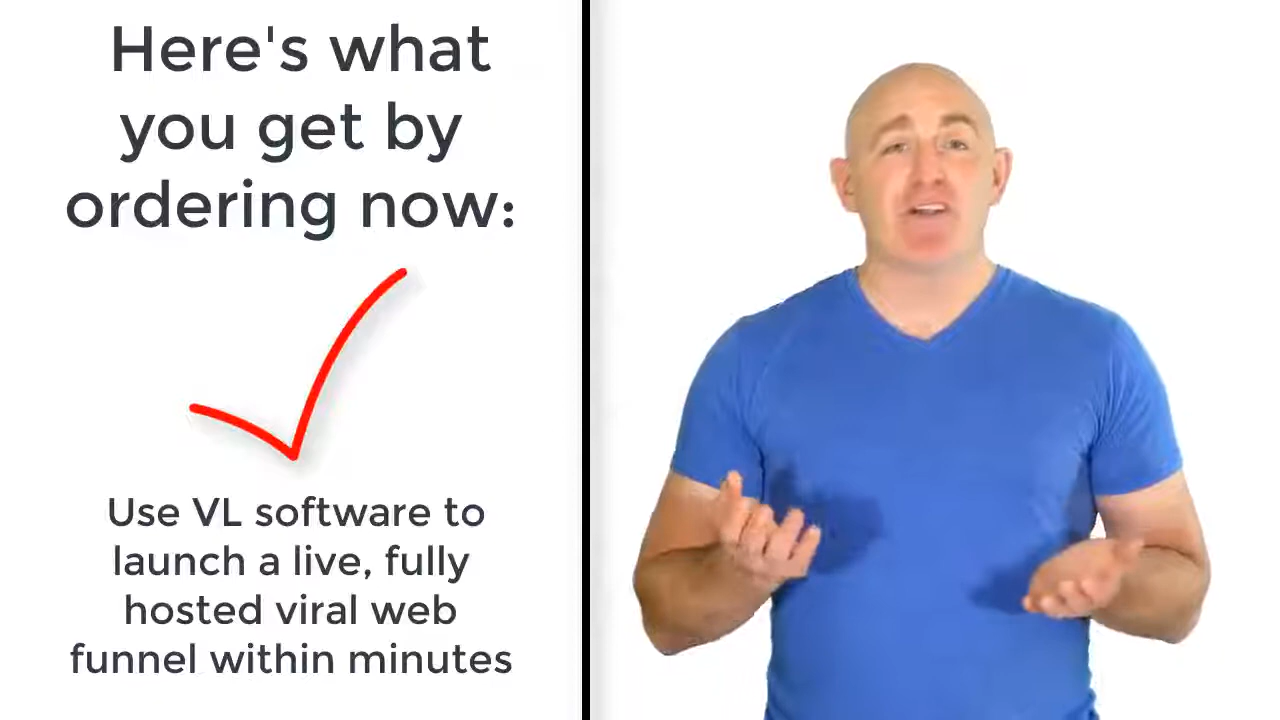 Here's what
you get by
ordering now:
Use VL software to
launch a live, fully
hosted viral web
funnel within minutes